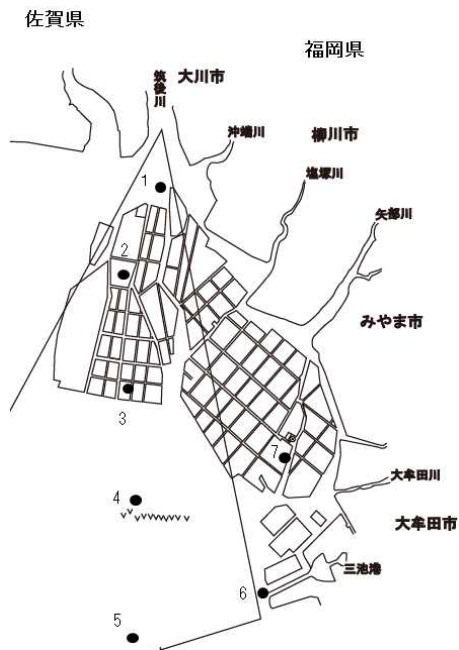 佐賀県
福岡県
筑後川
大川市
沖端川
柳川市
塩塚川
矢部川
みやま市
大牟田川
大牟田市
三池港
1
2
3
4
5
6
7